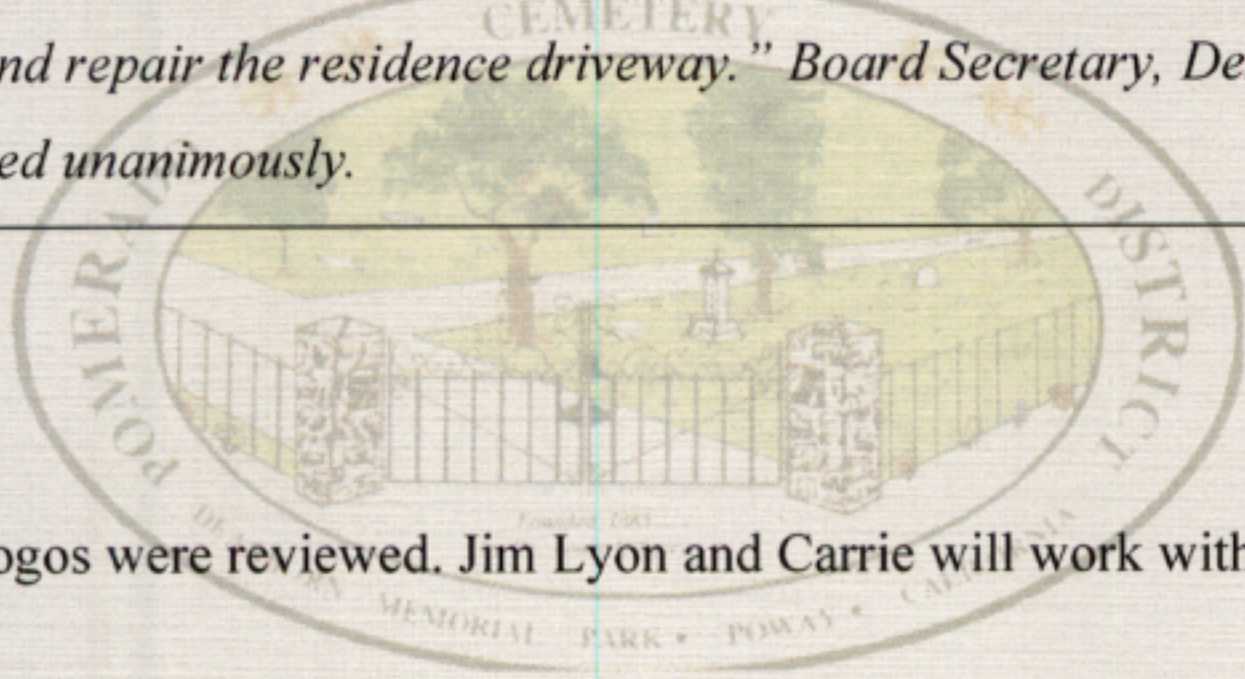 CEMETERY
nd repair the residence driveway.” Board Secretary, De
ed unanimously.
POMERADO
DISTRICT
ogos were reviewed. Jim Lyon and Carrie will work with
MEMORIAL PARK • POWAY •